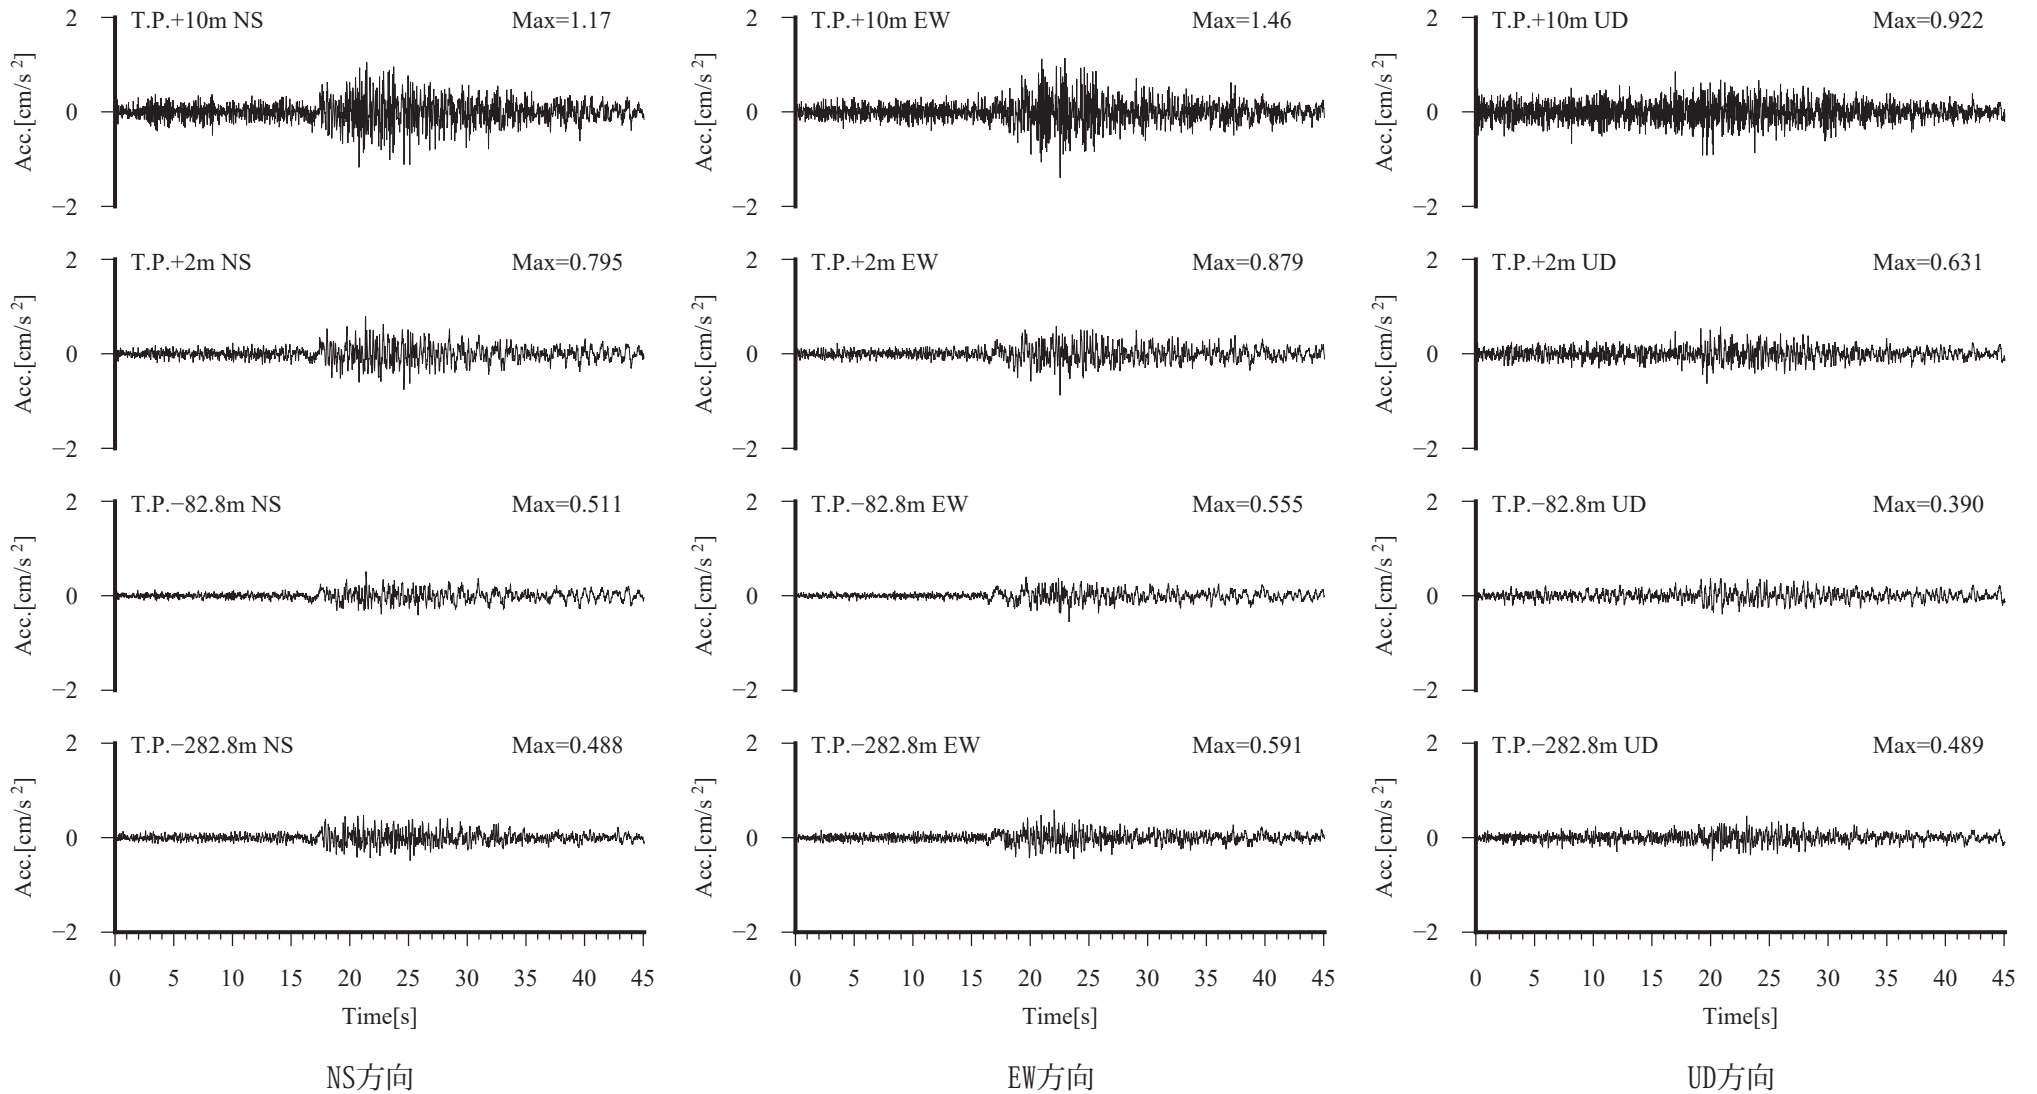 T.P.+10m NS Max=1.17
2
0
−2
Acc.[cm/s²]
T.P.+2m NS Max=0.795
2
0
−2
Acc.[cm/s²]
T.P.−82.8m NS Max=0.511
2
0
−2
Acc.[cm/s²]
T.P.−282.8m NS Max=0.488
2
0
−2
Acc.[cm/s²]
0 5 10 15 20 25 30 35 40 45
Time[s]
NS方向
T.P.+10m EW Max=1.46
2
0
−2
Acc.[cm/s²]
T.P.+2m EW Max=0.879
2
0
−2
Acc.[cm/s²]
T.P.−82.8m EW Max=0.555
2
0
−2
Acc.[cm/s²]
T.P.−282.8m EW Max=0.591
2
0
−2
Acc.[cm/s²]
0 5 10 15 20 25 30 35 40 45
Time[s]
EW方向
T.P.+10m UD Max=0.922
2
0
−2
Acc.[cm/s²]
T.P.+2m UD Max=0.631
2
0
−2
Acc.[cm/s²]
T.P.−82.8m UD Max=0.390
2
0
−2
Acc.[cm/s²]
T.P.−282.8m UD Max=0.489
2
0
−2
Acc.[cm/s²]
0 5 10 15 20 25 30 35 40 45
Time[s]
UD方向